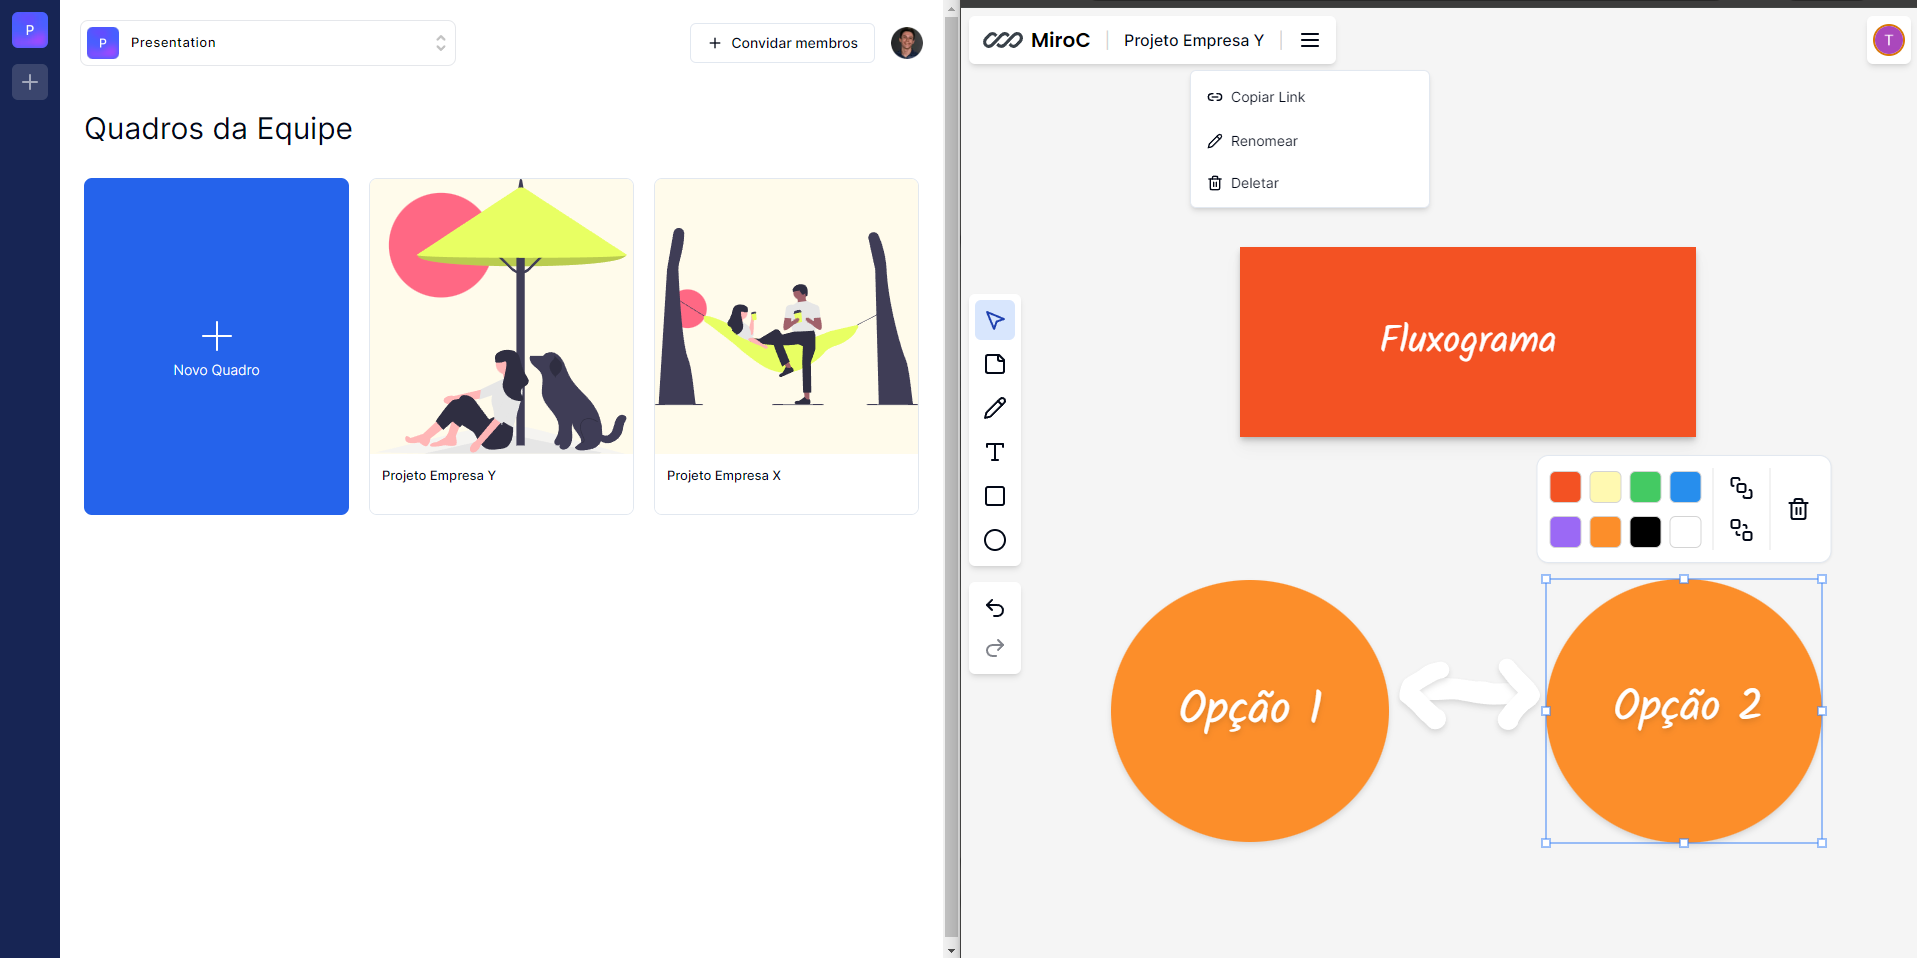 P
P
Presentation
Convidar membros
Quadros da Equipe
Novo Quadro
Projeto Empresa Y
Projeto Empresa X
MiroC
Projeto Empresa Y
T
Copiar Link
Renomear
Deletar
T
Fluxograma
Opção 1
Opção 2